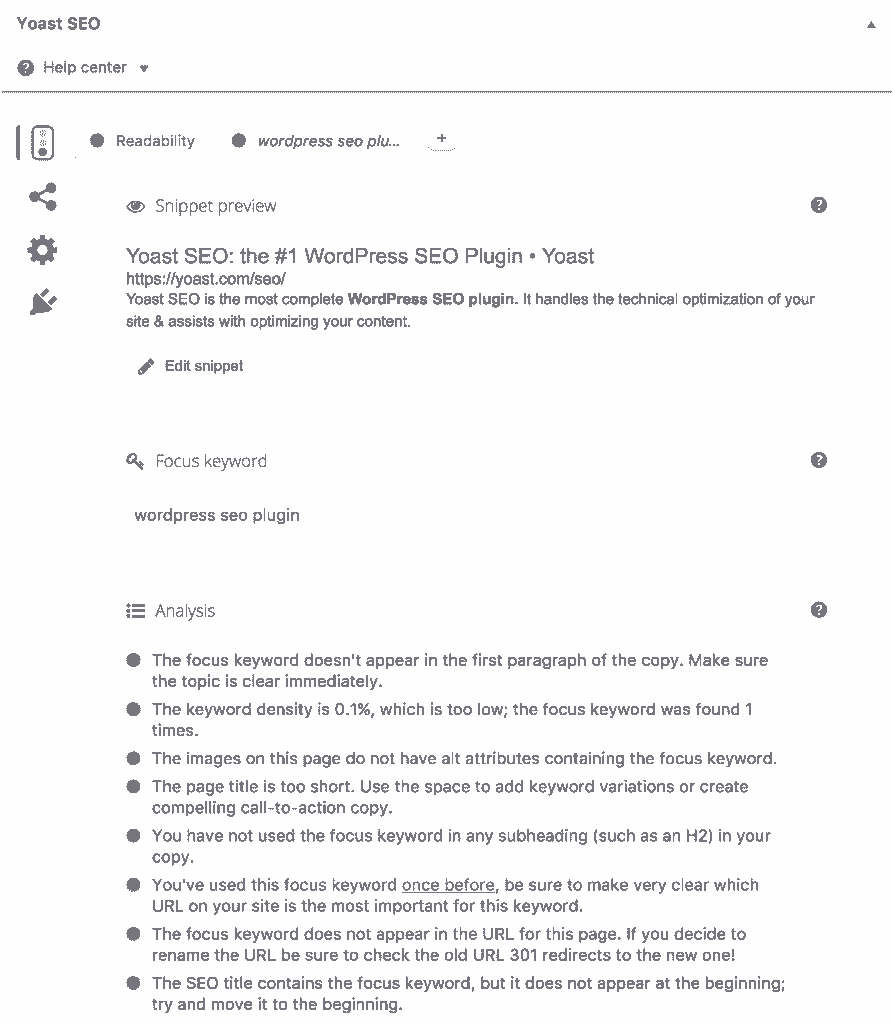 Yoast SEO
Help center
Readability
wordpress seo plu...
+
Snippet preview
Yoast SEO: the #1 WordPress SEO Plugin • Yoast
https://yoast.com/seo/
Yoast SEO is the most complete WordPress SEO plugin. It handles the technical optimization of your
site & assists with optimizing your content.
Edit snippet
Focus keyword
wordpress seo plugin
Analysis
The focus keyword doesn't appear in the first paragraph of the copy. Make sure
the topic is clear immediately.
The keyword density is 0.1%, which is too low; the focus keyword was found 1
times.
The images on this page do not have alt attributes containing the focus keyword.
The page title is too short. Use the space to add keyword variations or create
compelling call-to-action copy.
You have not used the focus keyword in any subheading (such as an H2) in your
copy.
You've used this focus keyword once before, be sure to make very clear which
URL on your site is the most important for this keyword.
The focus keyword does not appear in the URL for this page. If you decide to
rename the URL be sure to check the old URL 301 redirects to the new one!
The SEO title contains the focus keyword, but it does not appear at the beginning;
try and move it to the beginning.